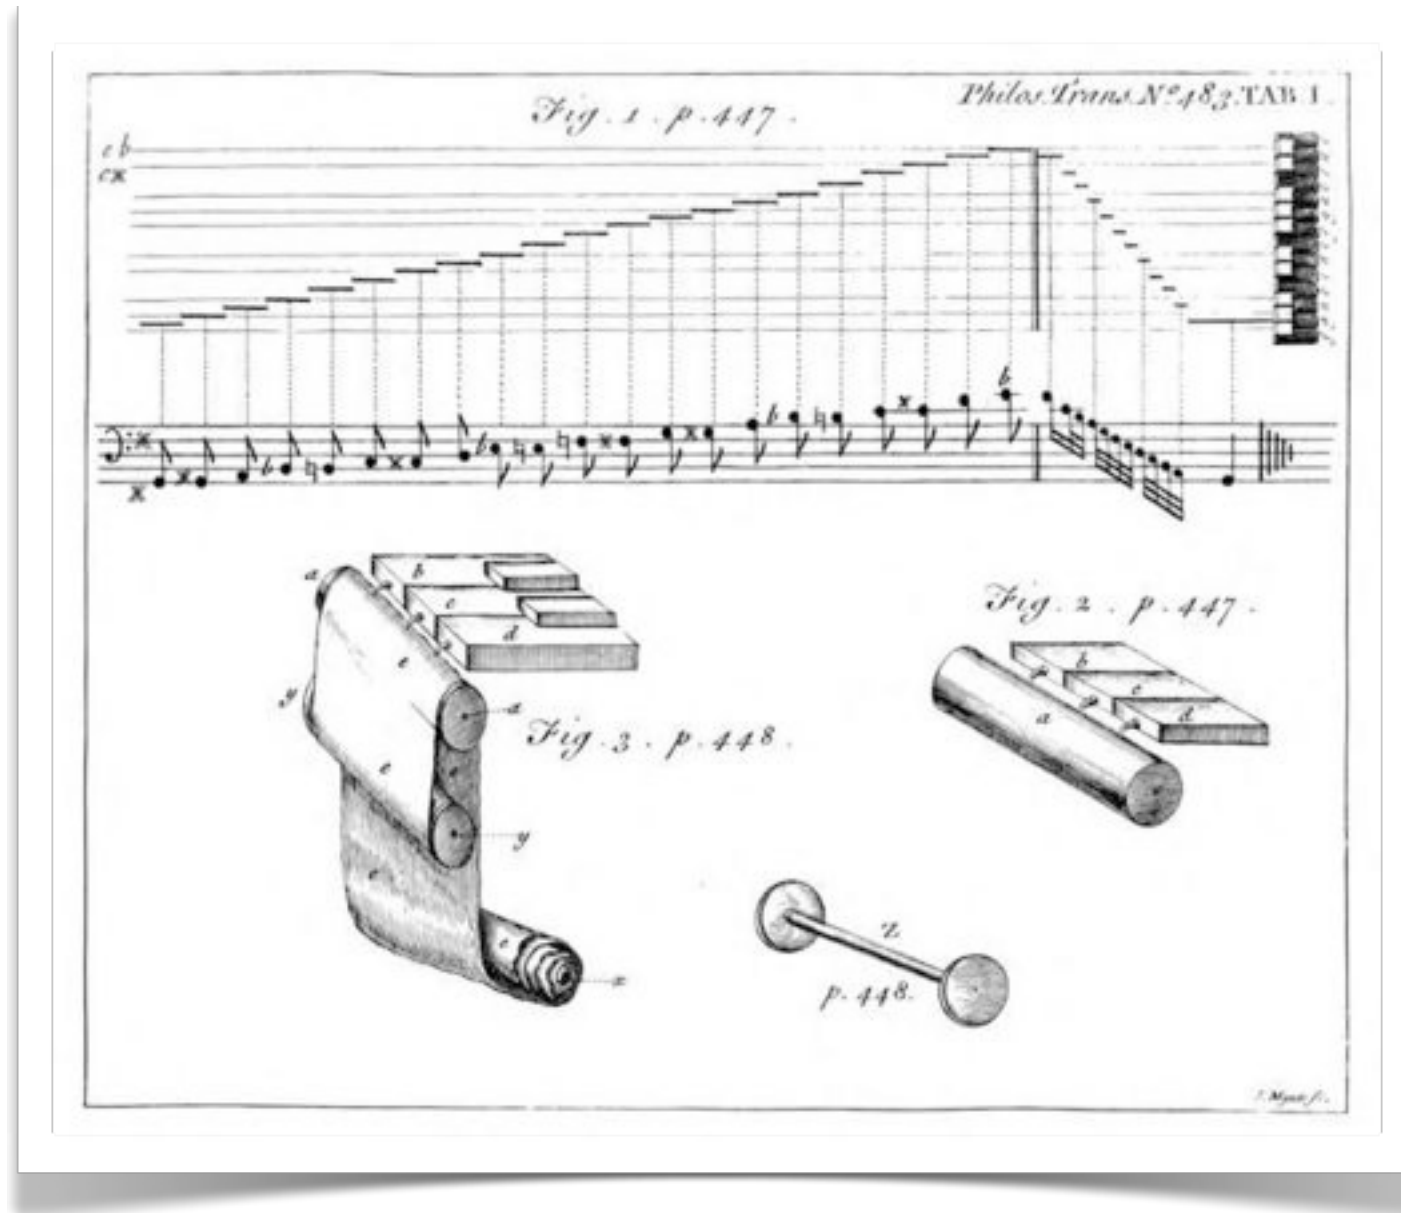 Philos. Trans. Nº 483. TAB I.
Fig. 1. p. 447.
e b
c x
b
b
b
b
a
b
c
d
e
y
a
Fig. 3. p. 448.
e
e
y
e
e
x
Fig. 2. p. 447.
b
c
d
a
z
p. 448.